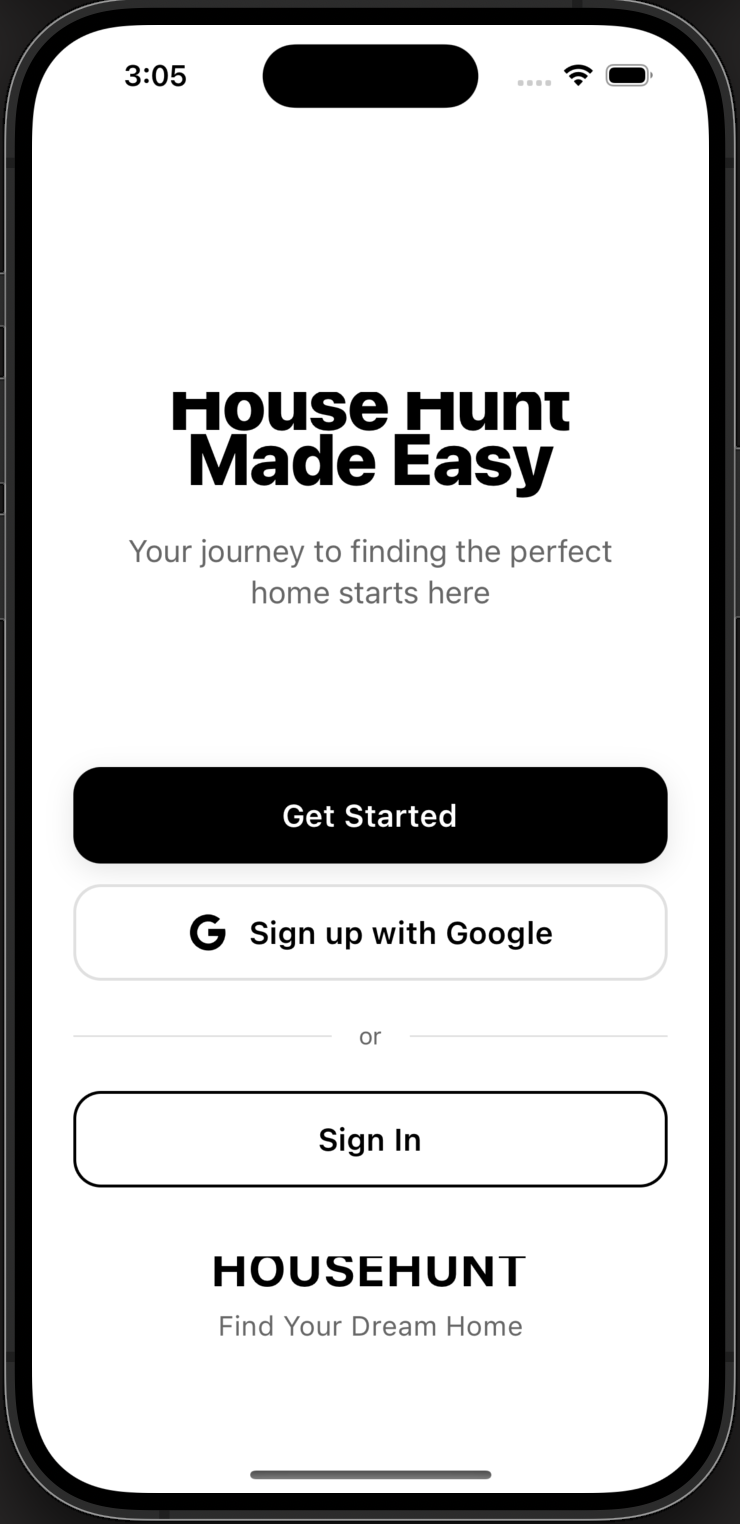 3:05
House Hunt
Made Easy
Your journey to finding the perfect
home starts here
Get Started
G Sign up with Google
or
Sign In
HOUSEHUNT
Find Your Dream Home